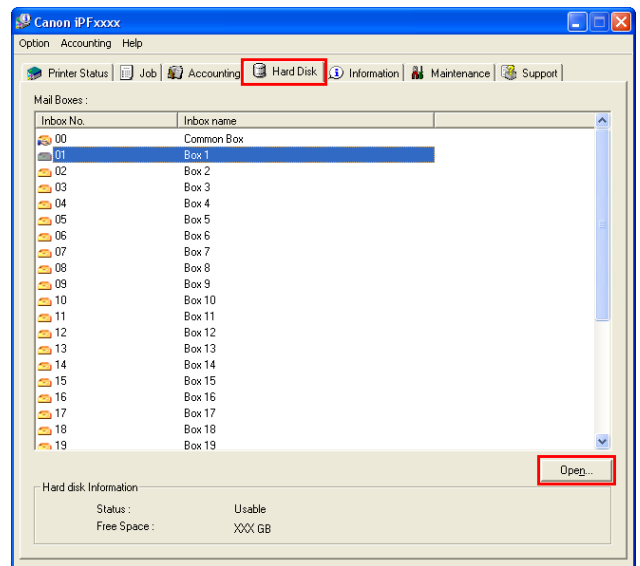 Canon iPFxxxx
Option Accounting Help
Printer Status Job Accounting Hard Disk Information Maintenance Support
Mail Boxes :
Inbox No. Inbox name
00 Common Box
01 Box 1
02 Box 2
03 Box 3
04 Box 4
05 Box 5
06 Box 6
07 Box 7
08 Box 8
09 Box 9
10 Box 10
11 Box 11
12 Box 12
13 Box 13
14 Box 14
15 Box 15
16 Box 16
17 Box 17
18 Box 18
19 Box 19
Open...
Hard disk Information
Status : Usable
Free Space : XXX GB